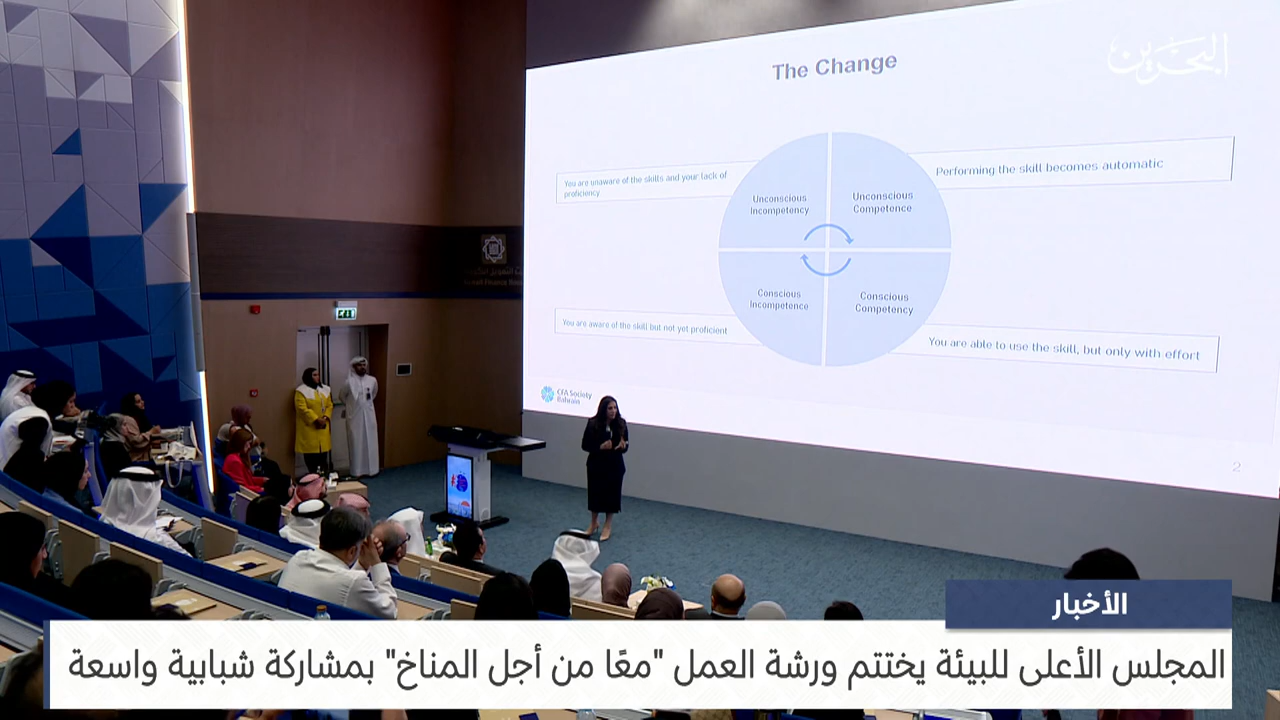 البحرين
The Change
You are unaware of the skills and your lack of
proficiency
Unconscious
Incompetency
Unconscious
Competence
Performing the skill becomes automatic
You are aware of the skill but not yet proficient
Conscious
Incompetence
Conscious
Competency
You are able to use the skill, but only with effort
CFA Society
Bahrain
2
الأخبار
المجلس الأعلى للبيئة يختتم ورشة العمل "معًا من أجل المناخ" بمشاركة شبابية واسعة